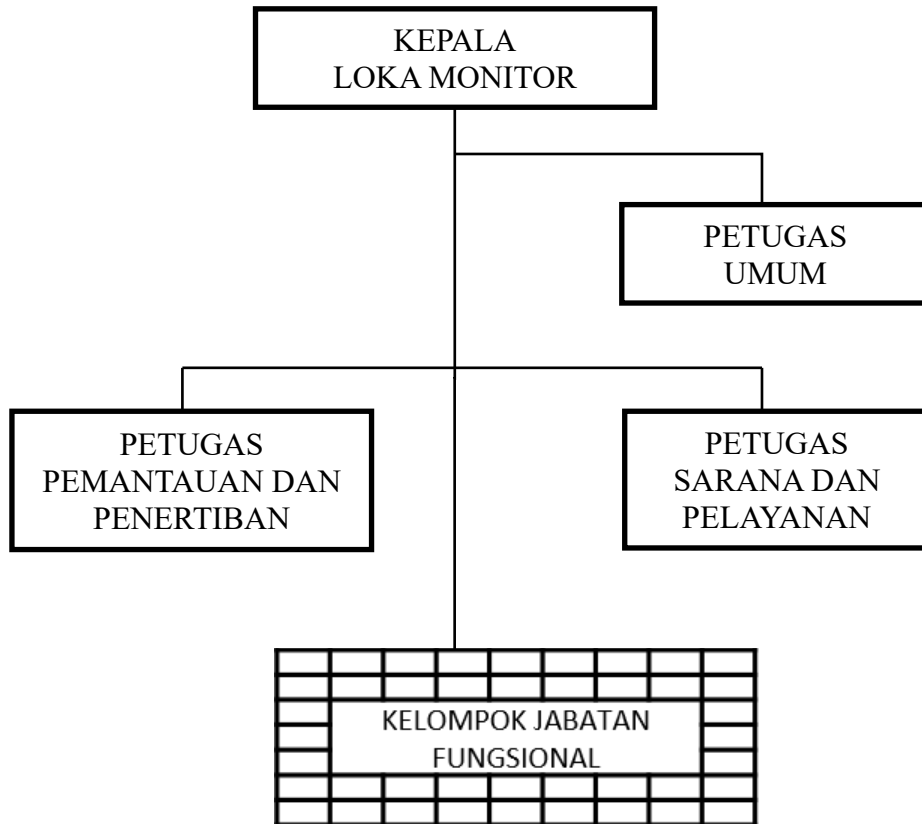 KEPALA
LOKA MONITOR
PETUGAS
UMUM
PETUGAS
PEMANTAUAN DAN
PENERTIBAN
PETUGAS
SARANA DAN
PELAYANAN
KELOMPOK JABATAN
FUNGSIONAL